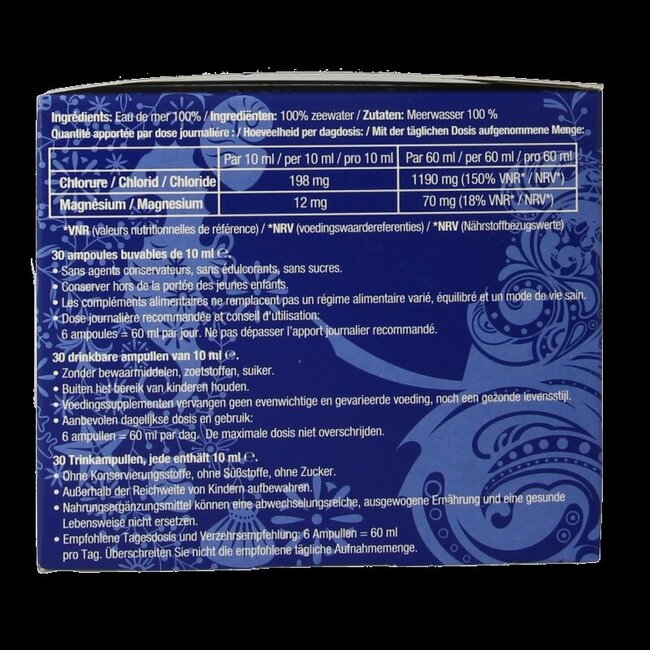 Ingrédients: Eau de mer 100% / Ingrediënten: 100% zeewater / Zutaten: Meerwasser 100 %
Quantité apportée par dose journalière : / Hoeveelheid per dagdosis: / Mit der täglichen Dosis aufgenommene Menge:
Par 10 ml / per 10 ml / pro 10 ml Par 60 ml / per 60 ml / pro 60 ml
Chlorure / Chlorid / Chloride 198 mg 1190 mg (150% VNR* / NRV*)
Magnésium / Magnesium 12 mg 70 mg (18% VNR* / NRV*)
*VNR (valeurs nutritionnelles de référence) / *NRV (voedingswaardereferenties) / *NRV (Nährstoffbezugswerte)
30 ampoules buvables de 10 ml ℮.
• Sans agents conservateurs, sans édulcorants, sans sucres.
• Conserver hors de la portée des jeunes enfants.
• Les compléments alimentaires ne remplacent pas un régime alimentaire varié, équilibré et un mode de vie sain.
• Dose journalière recommandée et conseil d'utilisation:
6 ampoules = 60 ml par jour. Ne pas dépasser l'apport journalier recommandé.
30 drinkbare ampullen van 10 ml ℮.
• Zonder bewaarmiddelen, zoetstoffen, suiker.
• Buiten het bereik van kinderen houden.
• Voedingssupplementen vervangen geen evenwichtige en gevarieerde voeding, noch een gezonde levensstijl.
• Aanbevolen dagelijkse dosis en gebruik:
6 ampullen = 60 ml per dag. De maximale dosis niet overschrijden.
30 Trinkampullen, jede enthält 10 ml ℮.
• Ohne Konservierungsstoffe, ohne Süßstoffe, ohne Zucker.
• Außerhalb der Reichweite von Kindern aufbewahren.
• Nahrungsergänzungsmittel können eine abwechselungsreiche, ausgewogene Ernährung und eine gesunde
Lebensweise nicht ersetzen.
• Empfohlene Tagesdosis und Verzehrsempfehlung: 6 Ampullen = 60 ml
pro Tag. Überschreiten Sie nicht die empfohlene tägliche Aufnahmemenge.